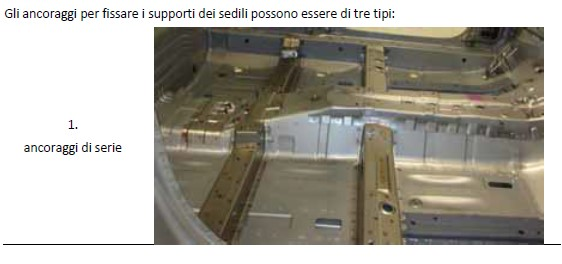 Gli ancoraggi per fissare i supporti dei sedili possono essere di tre tipi:
1.
ancoraggi di serie